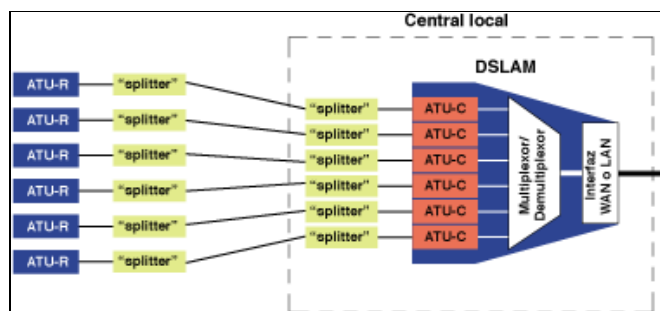 Central local
DSLAM
ATU-R "splitter"
"splitter" ATU-C
ATU-R "splitter"
"splitter" ATU-C
ATU-R "splitter"
"splitter" ATU-C
ATU-R "splitter"
"splitter" ATU-C
ATU-R "splitter"
"splitter" ATU-C
ATU-R "splitter"
"splitter" ATU-C
Multiplexor/
Demultiplexor
Interfaz
WAN o LAN